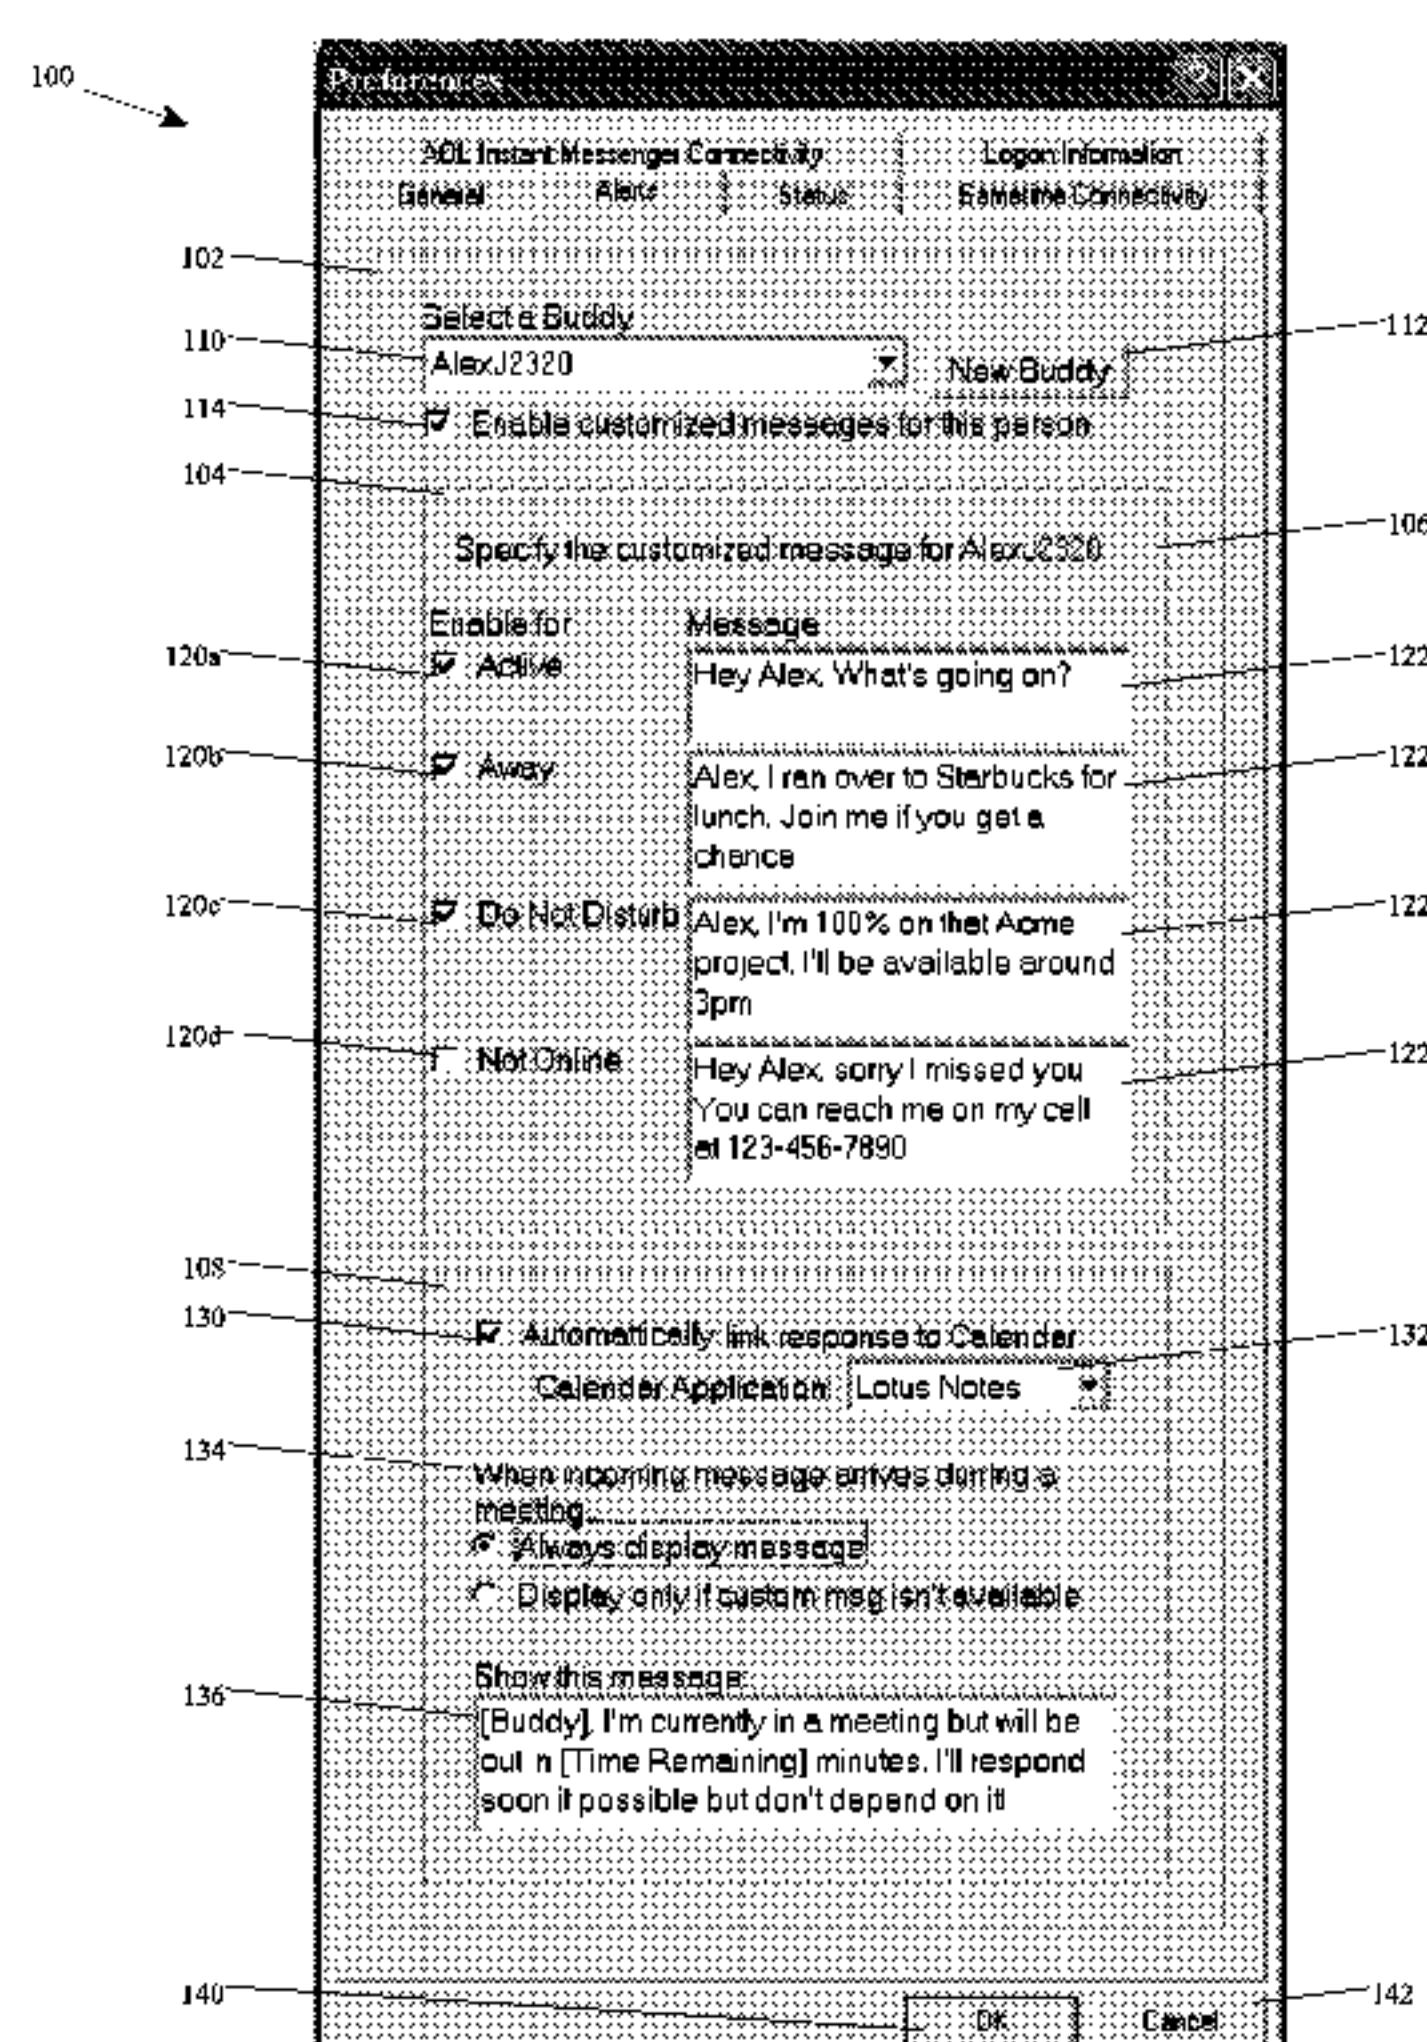 100
Preferences
AOL Instant Messenger Connectivity Logon Information
General Alerts Status Sametime Connectivity
102
Select a Buddy
110 AlexJ2320 New Buddy 112
114 Enable customized messages for this person
104
106
Specify the customized message for AlexJ2320
Enable for Message
120a Active Hey Alex, What's going on? 122
120b Away Alex, I ran over to Starbucks for 122
lunch. Join me if you get a
chance
120c Do Not Disturb Alex, I'm 100% on that Acme 122
project. I'll be available around
3pm
120d Not Online Hey Alex, sorry I missed you 122
You can reach me on my cell
at 123-456-7890
108
130 Automatically link response to Calender 132
Calender Application Lotus Notes
134
When incoming message arrives during a
meeting...
Always display message
Display only if custom msg isn't available
Show this message:
136
[Buddy], I'm currently in a meeting but will be
out n [Time Remaining] minutes. I'll respond
soon if possible but don't depend on it!
140 OK Cancel 142